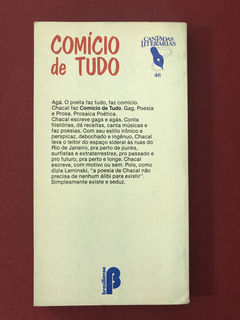 COMÍCIO
de TUDO
CANTADAS
LITERÁRIAS
48
Agá. O poeta faz tudo, faz comício.
Chacal faz Comício de Tudo. Gag. Poesia
e Prosa. Prosaica Poética.
Chacal escreve gags e agás. Conta
histórias, dá receitas, canta músicas e
faz poesias. Com seu estilo irônico e
perspicaz, debochado e ingênuo, Chacal
leva o leitor do espaço sideral às ruas do
Rio de Janeiro, pra perto de punks,
surfistas e extraterrestres, pro passado e
pro futuro, pra perto e longe. Chacal
escreve, com motivo ou sem. Pois, como
dizia Leminski, "a poesia de Chacal não
precisa de nenhum álibi para existir".
Simplesmente existe e seduz.
brasiliense